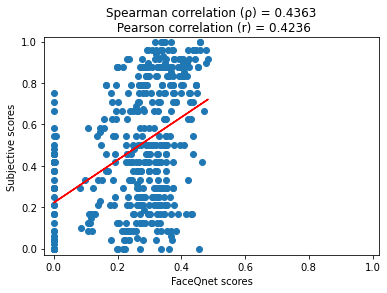 Spearman correlation (ρ) = 0.4363
Pearson correlation (r) = 0.4236
1.0
0.8
0.6
0.4
0.2
0.0
Subjective scores
0.0 0.2 0.4 0.6 0.8 1.0
FaceQnet scores